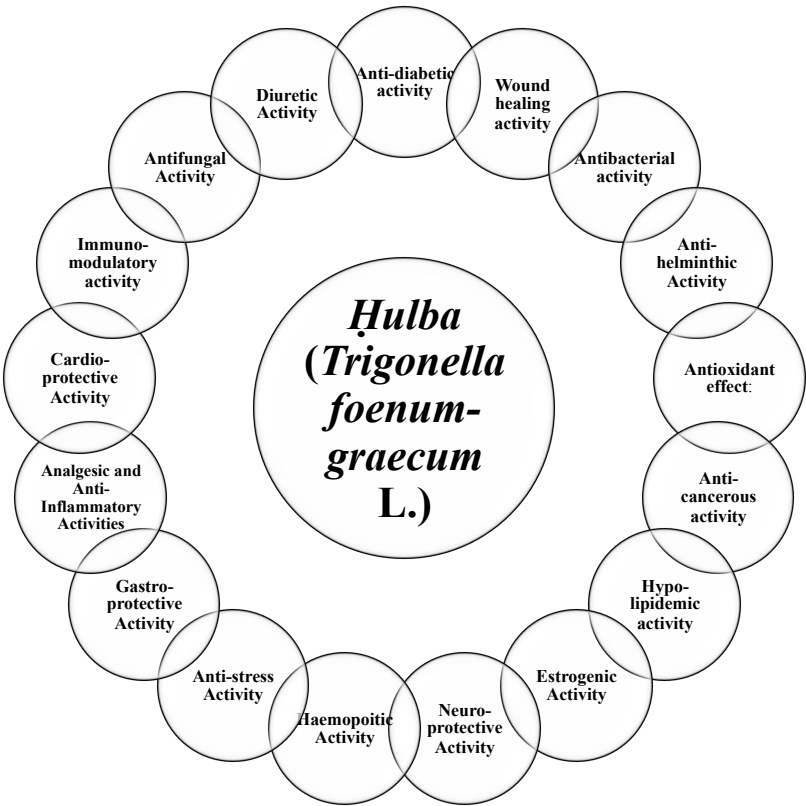 Anti-diabetic
activity
Wound
healing
activity
Antibacterial
activity
Anti-
helminthic
Activity
Antioxidant
effect:
Anti-
cancerous
activity
Hypo-
lipidemic
activity
Estrogenic
Activity
Neuro-
protective
Activity
Haemopoitic
Activity
Anti-stress
Activity
Gastro-
protective
Activity
Analgesic and
Anti-
Inflammatory
Activities
Cardio-
protective
Activity
Immuno-
modulatory
activity
Antifungal
Activity
Diuretic
Activity
Ḥulba
(Trigonella
foenum-
graecum
L.)